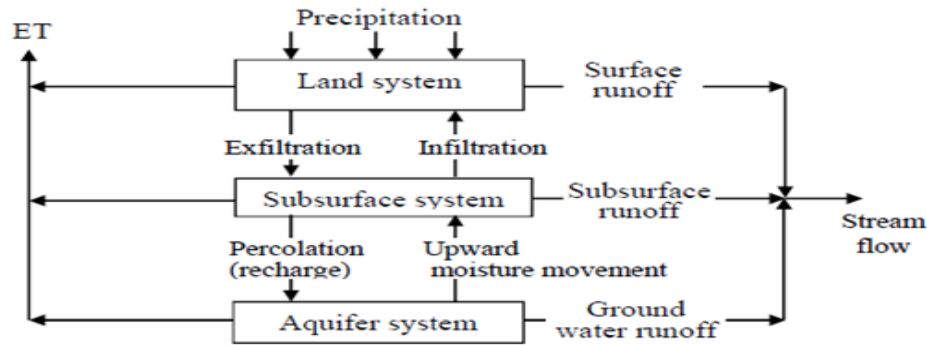 Precipitation
ET
Land system
Surface
runoff
Exfiltration
Infiltration
Subsurface system
Subsurface
runoff
Stream
flow
Percolation
(recharge)
Upward
moisture movement
Aquifer system
Ground
water runoff